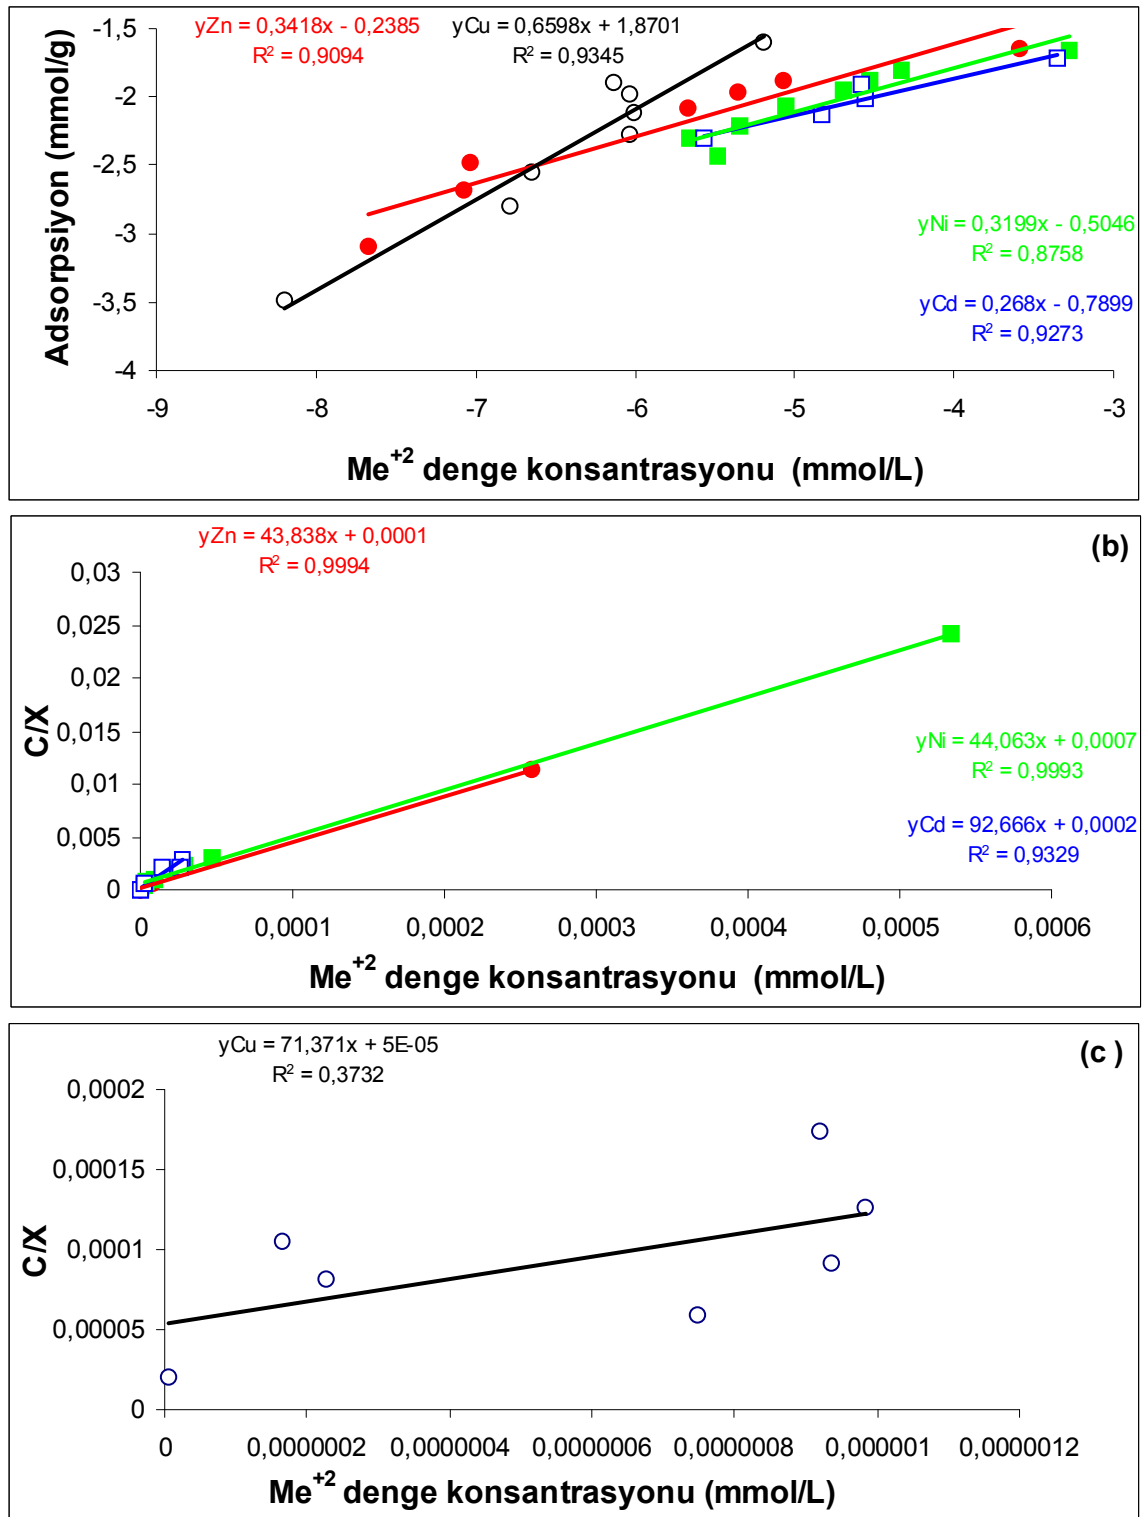 yZn = 0,3418x - 0,2385
R² = 0,9094
yCu = 0,6598x + 1,8701
R² = 0,9345
Adsorpsiyon (mmol/g)
-1,5
-2
-2,5
-3
-3,5
-4
yNi = 0,3199x - 0,5046
R² = 0,8758
yCd = 0,268x - 0,7899
R² = 0,9273
-9 -8 -7 -6 -5 -4 -3
Me⁺² denge konsantrasyonu (mmol/L)
yZn = 43,838x + 0,0001
R² = 0,9994
(b)
C/X
0,03
0,025
0,02
0,015
0,01
0,005
0
yNi = 44,063x + 0,0007
R² = 0,9993
yCd = 92,666x + 0,0002
R² = 0,9329
0 0,0001 0,0002 0,0003 0,0004 0,0005 0,0006
Me⁺² denge konsantrasyonu (mmol/L)
yCu = 71,371x + 5E-05
R² = 0,3732
(c )
C/X
0,0002
0,00015
0,0001
0,00005
0
0 0,0000002 0,0000004 0,0000006 0,0000008 0,000001 0,0000012
Me⁺² denge konsantrasyonu (mmol/L)